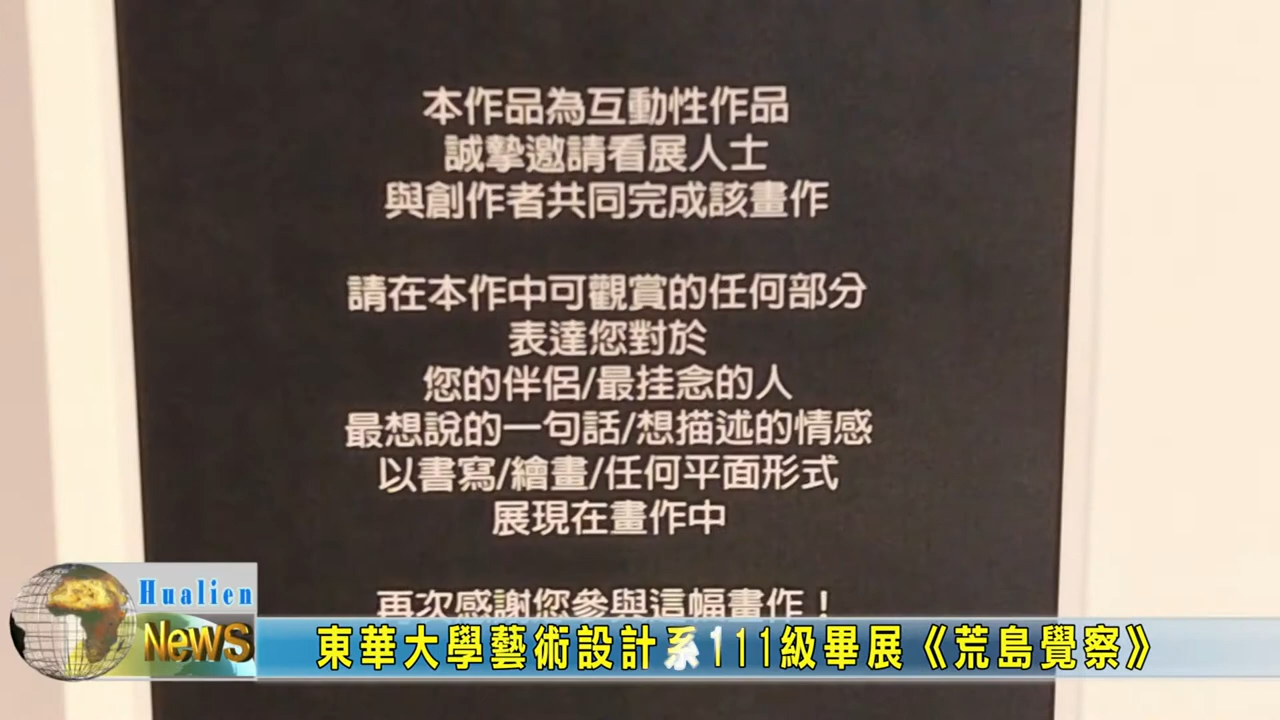 本作品為互動性作品
誠摯邀請看展人士
與創作者共同完成該畫作
請在本作中可觀賞的任何部分
表達您對於
您的伴侶/最挂念的人
最想說的一句話/想描述的情感
以書寫/繪畫/任何平面形式
展現在畫作中
再次感謝您參與這幅畫作！
Hualien
NewS
東華大學藝術設計系111級畢展《荒島覺察》